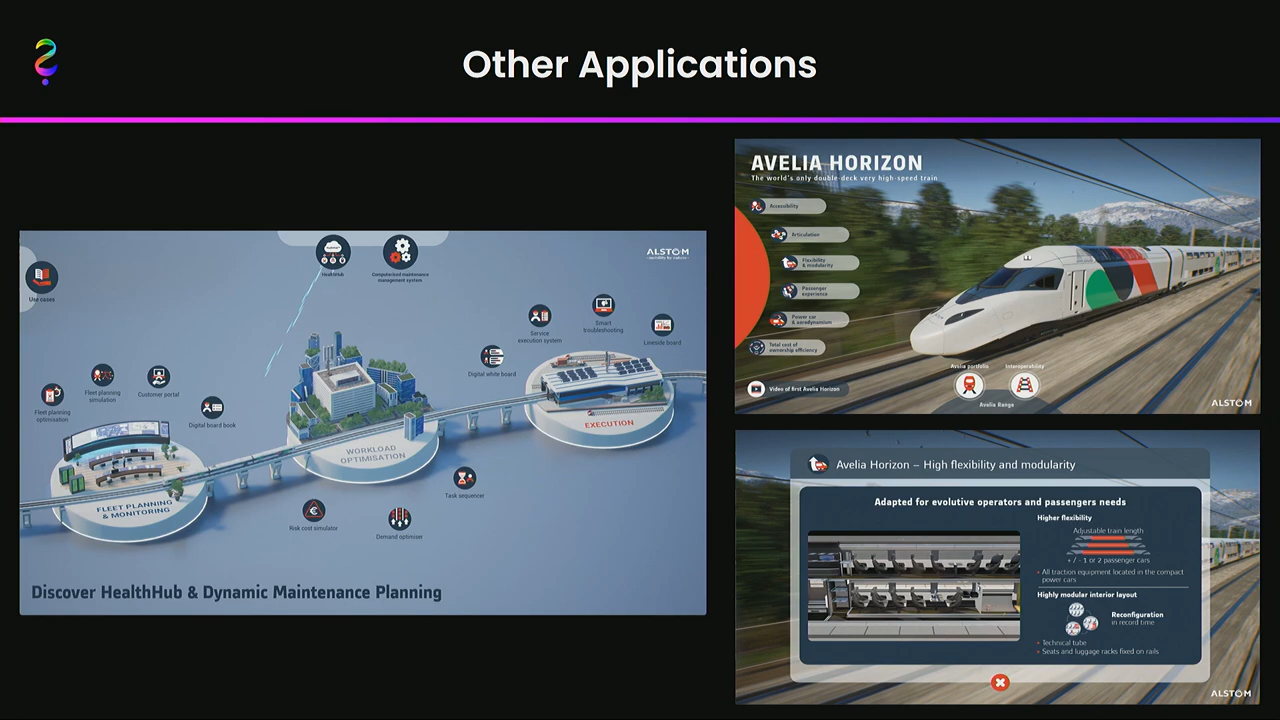 Other Applications
HealthHub
Computerised maintenance
management system
ALSTOM
• mobility by nature •
Use cases
Service
execution system
Smart
troubleshooting
Lineside board
Digital white board
Fleet planning
optimisation
Fleet planning
simulation
Customer portal
Digital board book
EXECUTION
WORKLOAD
OPTIMISATION
FLEET PLANNING
& MONITORING
Task sequencer
Risk cost simulator
Demand optimiser
Discover HealthHub & Dynamic Maintenance Planning
AVELIA HORIZON
The world's only double-deck very high-speed train
Accessibility
Articulation
Flexibility
& modularity
Passenger
experience
Power car
& aerodynamism
Total cost of
ownership efficiency
Video of first Avelia Horizon
Avelia portfolio
Interoperability
Avelia Range
ALSTOM
Avelia Horizon – High flexibility and modularity
Adapted for evolutive operators and passengers needs
Higher flexibility
Adjustable train length
+ / - 1 or 2 passenger cars
• All traction equipment located in the compact
power cars
Highly modular interior layout
Reconfiguration
in record time
• Technical tube
• Seats and luggage racks fixed on rails
ALSTOM